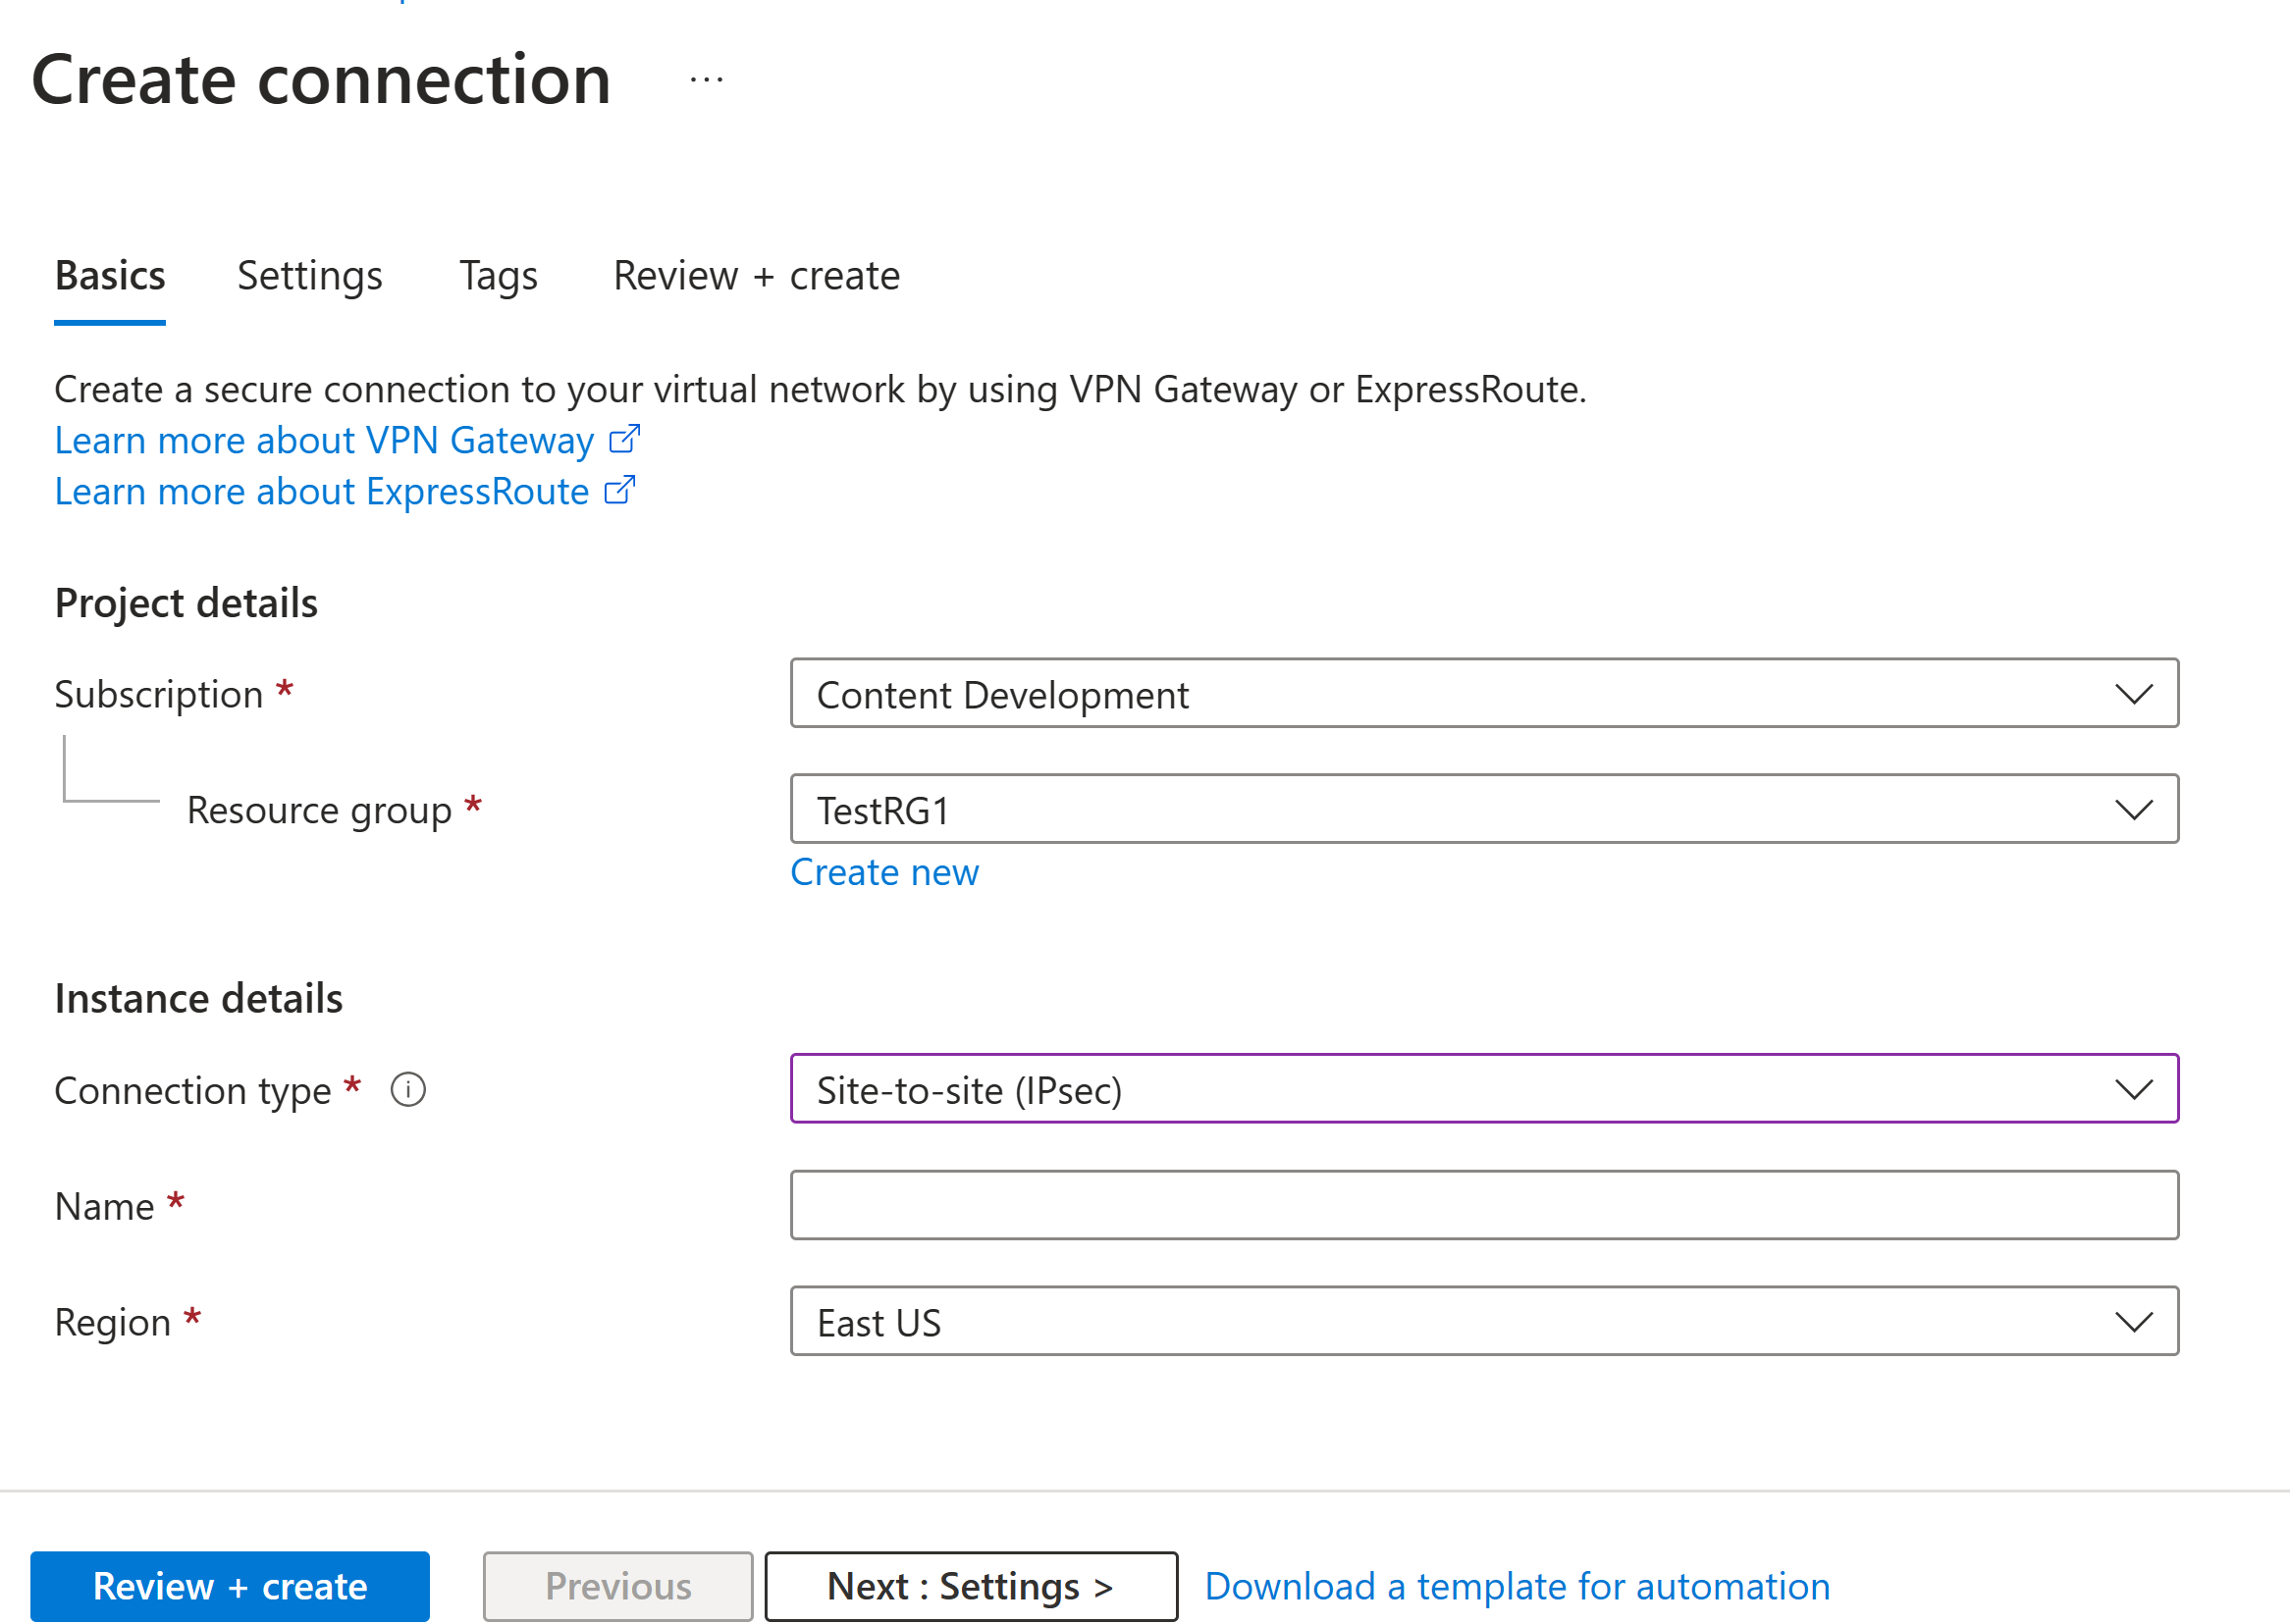 Create connection ...
Basics Settings Tags Review + create
Create a secure connection to your virtual network by using VPN Gateway or ExpressRoute.
Learn more about VPN Gateway
Learn more about ExpressRoute
Project details
Subscription * Content Development
Resource group * TestRG1
Create new
Instance details
Connection type * Site-to-site (IPsec)
Name *
Region * East US
Review + create Previous Next : Settings > Download a template for automation